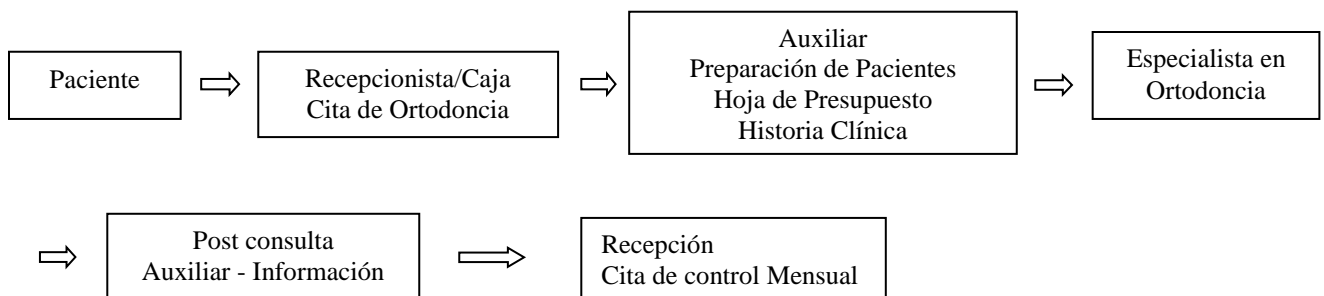 Paciente
Recepcionista/Caja
Cita de Ortodoncia
Auxiliar
Preparación de Pacientes
Hoja de Presupuesto
Historia Clínica
Especialista en
Ortodoncia
Post consulta
Auxiliar - Información
Recepción
Cita de control Mensual